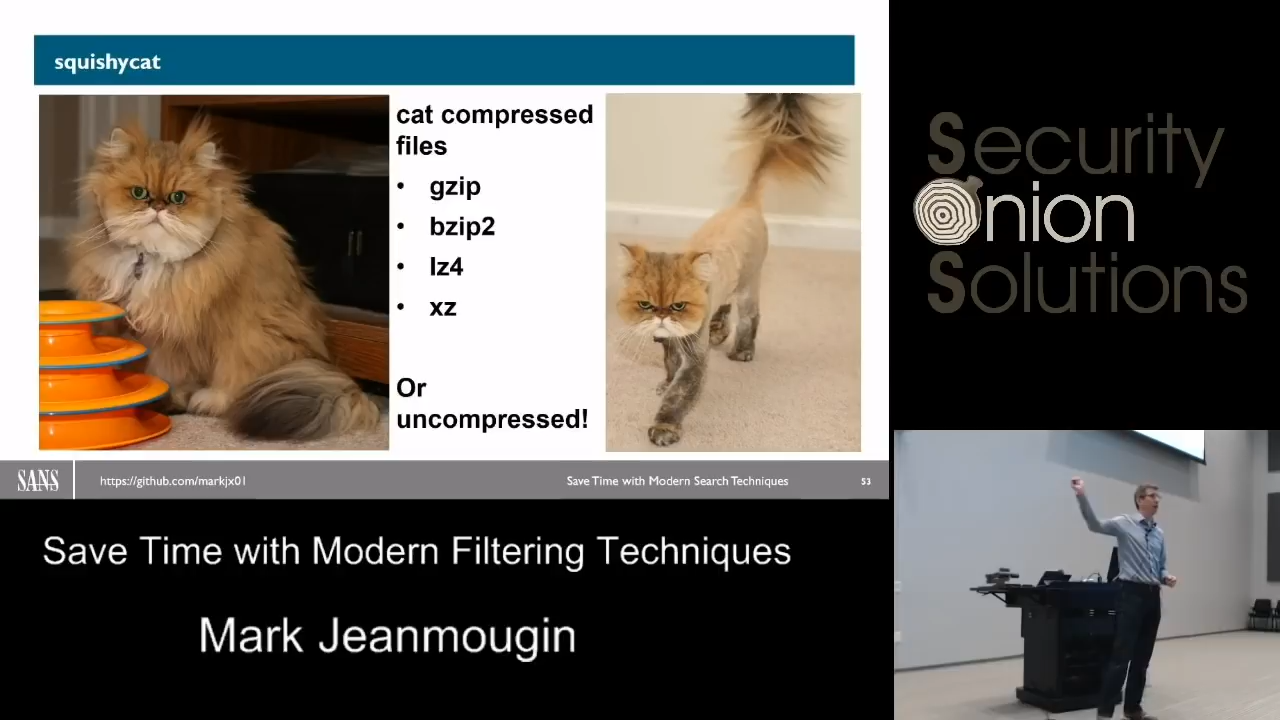 squishycat
cat compressed
files
• gzip
• bzip2
• lz4
• xz
Or
uncompressed!
SANS
https://github.com/markjx01
Save Time with Modern Search Techniques
53
Security
Onion
Solutions
Save Time with Modern Filtering Techniques
Mark Jeanmougin